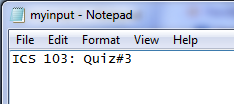 myinput - Notepad
File Edit Format View Help
ICS 103: Quiz#3